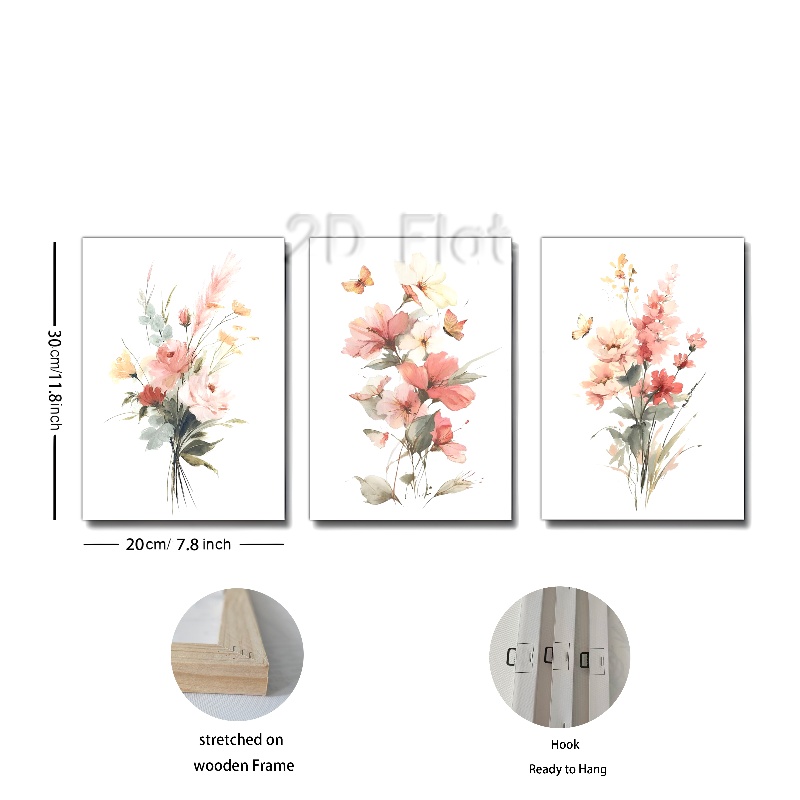 2D Flat
30cm/11.8inch
20cm/ 7.8 inch
stretched on
wooden Frame
Hook
Ready to Hang